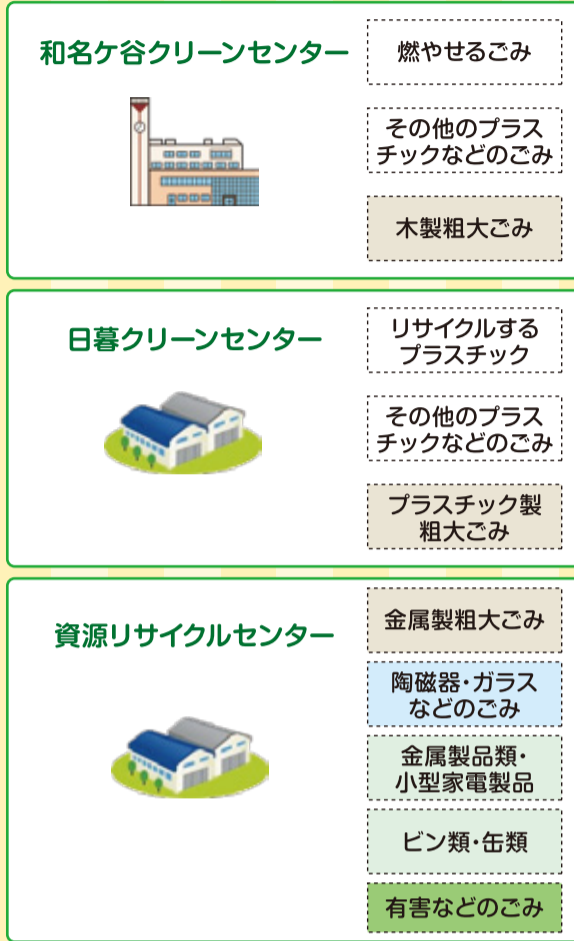 和名ケ谷クリーンセンター
燃やせるごみ
その他のプラス
チックなどのごみ
木製粗大ごみ
日暮クリーンセンター
リサイクルする
プラスチック
その他のプラス
チックなどのごみ
プラスチック製
粗大ごみ
資源リサイクルセンター
金属製粗大ごみ
陶磁器・ガラス
などのごみ
金属製品類・
小型家電製品
ビン類・缶類
有害などのごみ